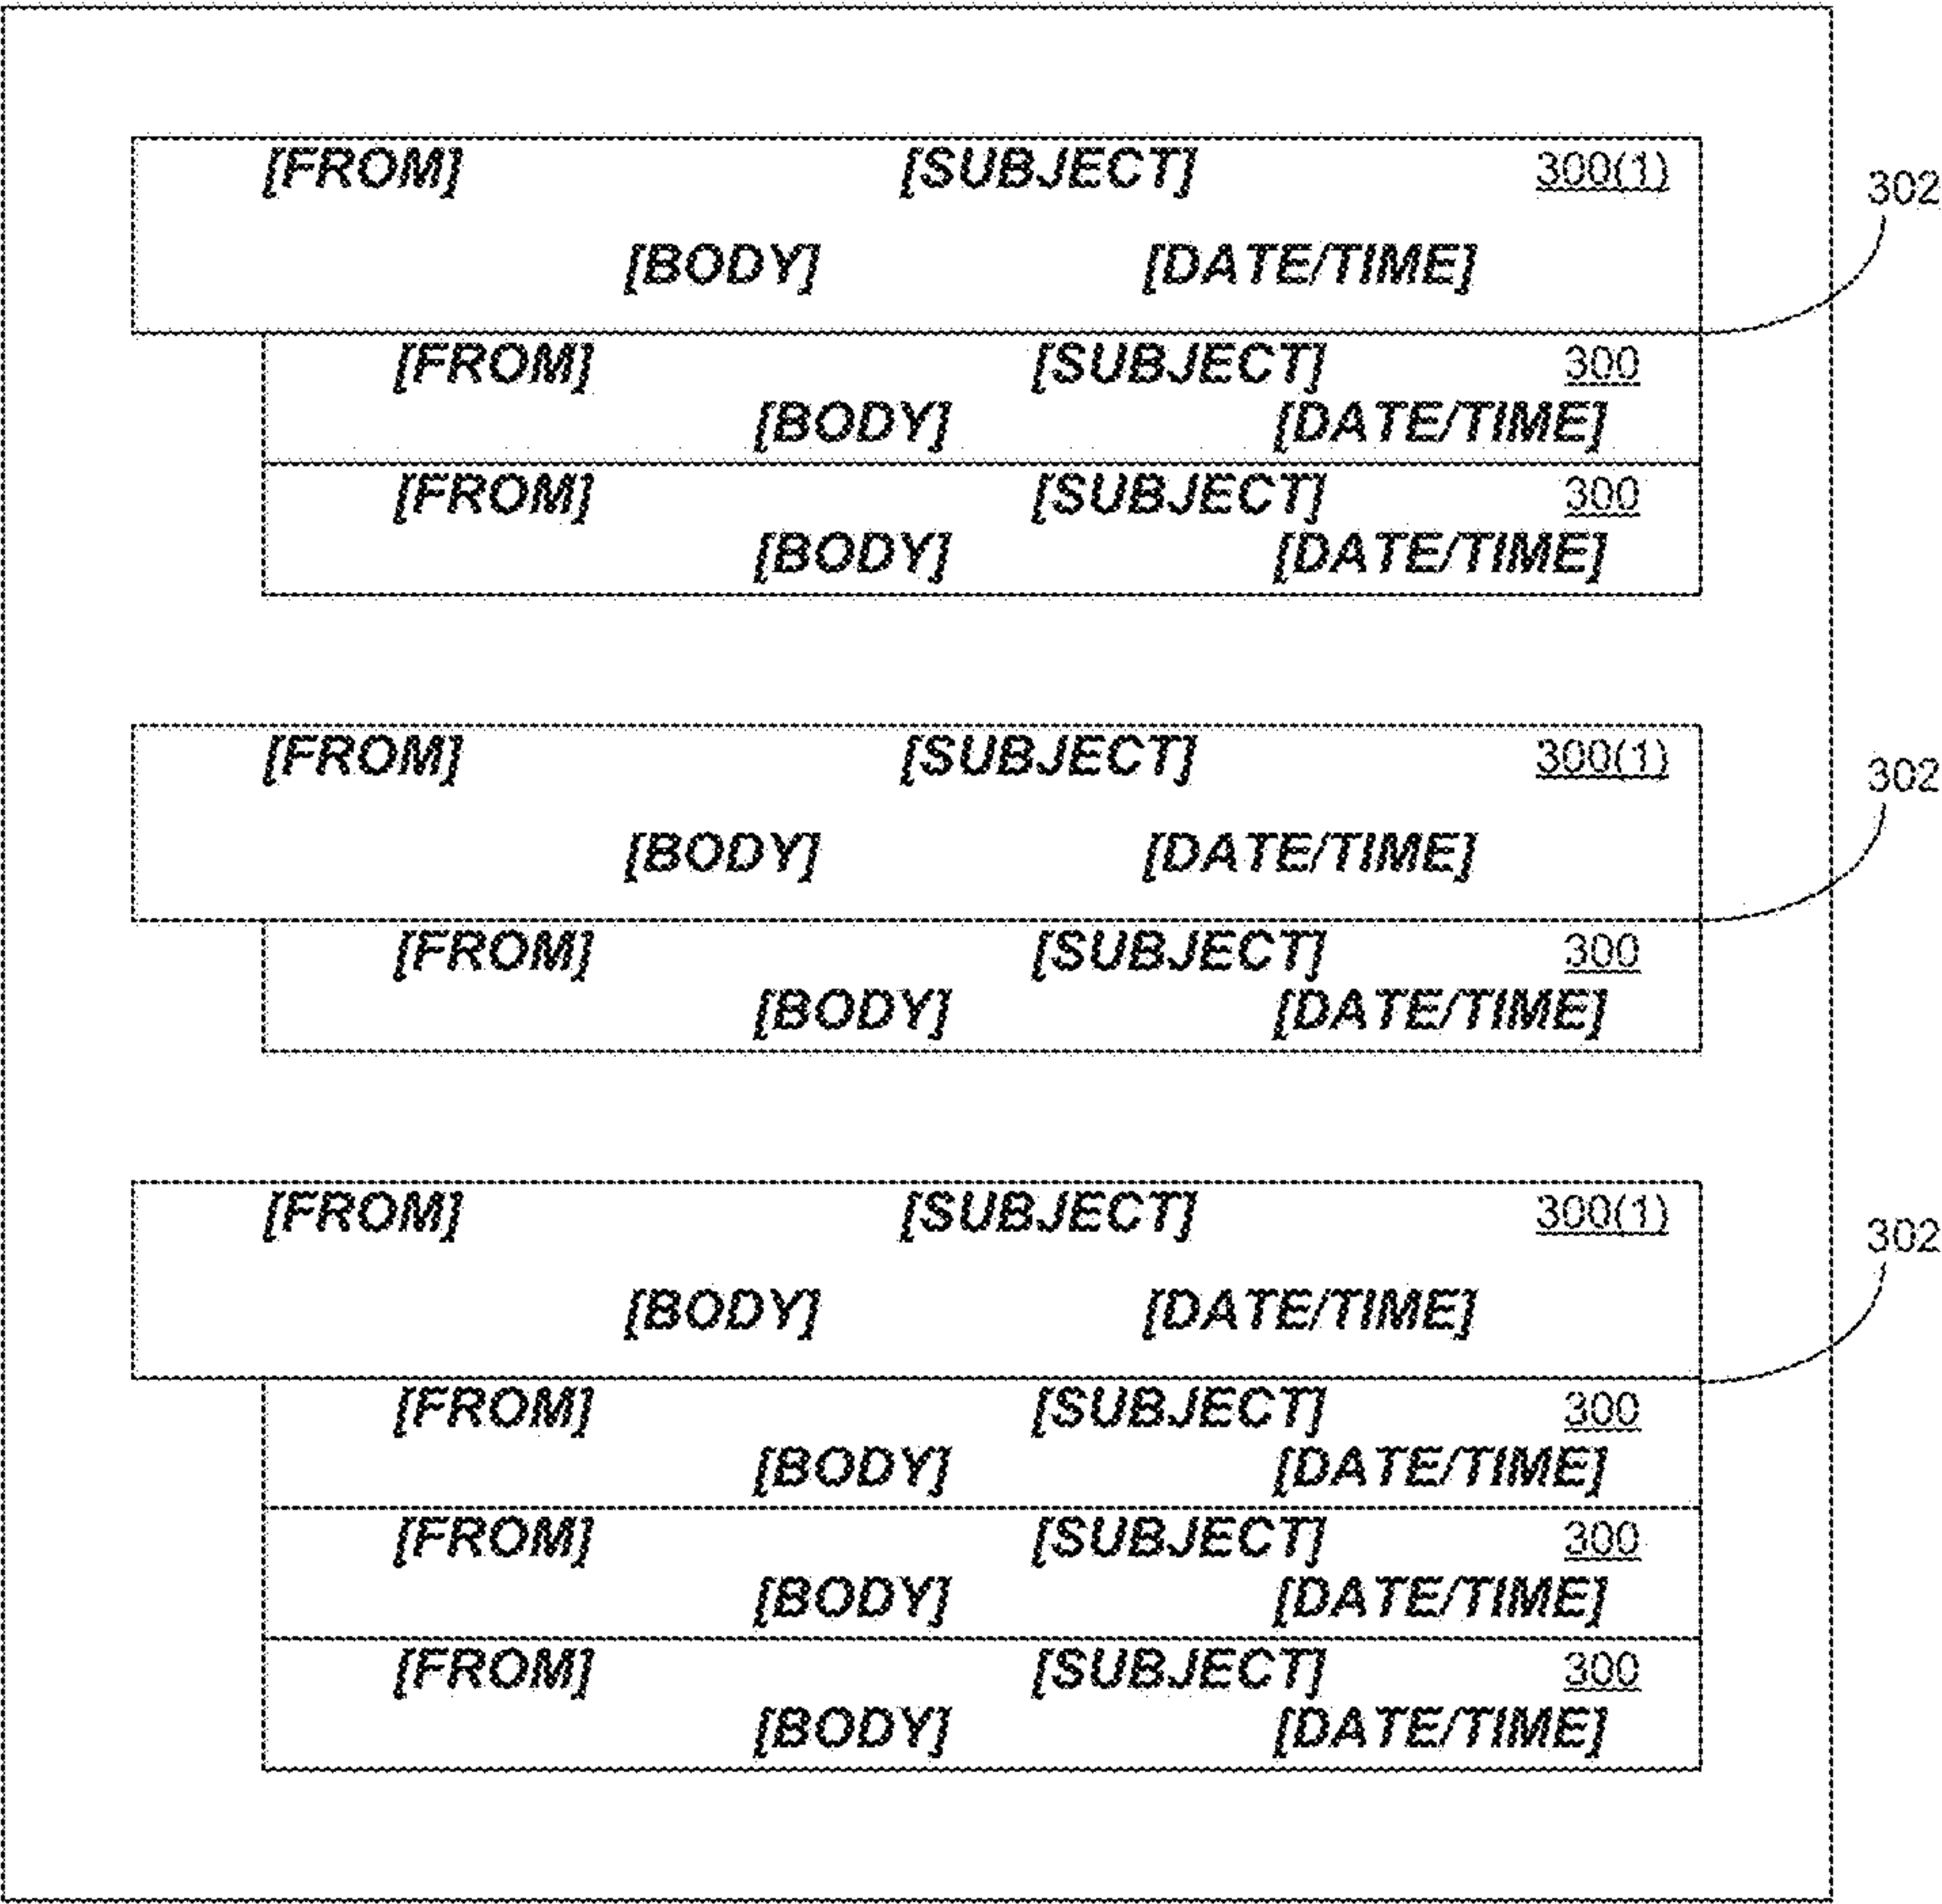 [FROM] [SUBJECT] 300(1)
302
[BODY] [DATE/TIME]
[FROM] [SUBJECT] 300
[BODY] [DATE/TIME]
[FROM] [SUBJECT] 300
[BODY] [DATE/TIME]
[FROM] [SUBJECT] 300(1)
302
[BODY] [DATE/TIME]
[FROM] [SUBJECT] 300
[BODY] [DATE/TIME]
[FROM] [SUBJECT] 300(1)
302
[BODY] [DATE/TIME]
[FROM] [SUBJECT] 300
[BODY] [DATE/TIME]
[FROM] [SUBJECT] 300
[BODY] [DATE/TIME]
[FROM] [SUBJECT] 300
[BODY] [DATE/TIME]